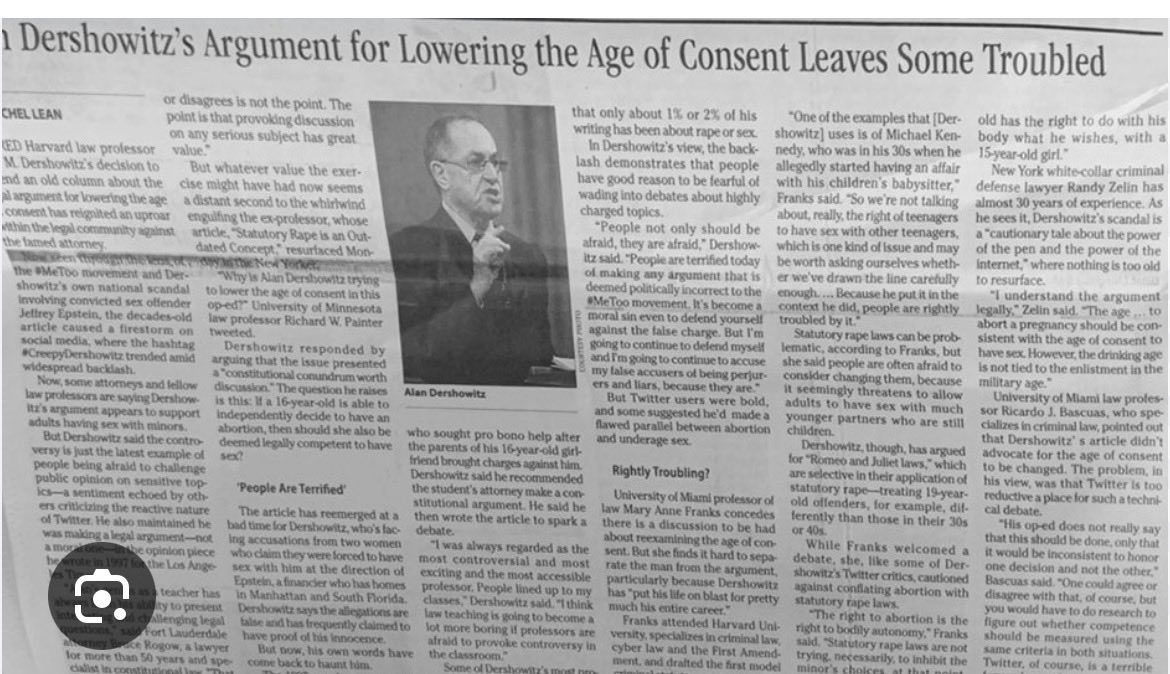 Dershowitz's Argument for Lowering the Age of Consent Leaves Some Troubled
CHEL LEAN
ED Harvard law professor
M. Dershowitz's decision to
nd an old column about the
al argument for lowering the age
consent has reignited an uproar
within the legal community against
the famed attorney.
Now seen through the lens of
the #MeToo movement and Der-
showitz's own national scandal
involving convicted sex offender
Jeffrey Epstein, the decades-old
article caused a firestorm on
social media, where the hashtag
#CreepyDershowitz trended amid
widespread backlash.
Now, some attorneys and fellow
law professors are saying Dershow-
itz's argument appears to support
adults having sex with minors.
But Dershowitz said the contro-
versy is just the latest example of
people being afraid to challenge
public opinion on sensitive top-
ics—a sentiment echoed by oth-
ers criticizing the reactive nature
of Twitter. He also maintained he
was making a legal argument—not
a moral one—in the opinion piece
he wrote in 1997 for the Los Ange-
as a teacher has
ability to present
challenging legal
said Fort Lauderdale
Bruce Rogow, a lawyer
for more than 50 years and spe-
cialist in constitutional law. "That
or disagrees is not the point. The
point is that provoking discussion
on any serious subject has great
value."
But whatever value the exer-
cise might have had now seems
a distant second to the whirlwind
engulfing the ex-professor, whose
article, "Statutory Rape is an Out-
dated Concept," resurfaced Mon-
day in The New Yorker.
"Why is Alan Dershowitz trying
to lower the age of consent in this
op-ed?" University of Minnesota
law professor Richard W. Painter
tweeted.
Dershowitz responded by
arguing that the issue presented
a "constitutional conundrum worth
discussion." The question he raises
is this: If a 16-year-old is able to
independently decide to have an
abortion, then should she also be
deemed legally competent to have
sex?
'People Are Terrified'
The article has reemerged at a
bad time for Dershowitz, who's fac-
ing accusations from two women
who claim they were forced to have
sex with him at the direction of
Epstein, a financier who has homes
in Manhattan and South Florida.
Dershowitz says the allegations are
false and has frequently claimed to
have proof of his innocence.
But now, his own words have
come back to haunt him.
COURTESY PHOTO
Alan Dershowitz
who sought pro bono help after
the parents of his 16-year-old girl-
friend brought charges against him.
Dershowitz said he recommended
the student's attorney make a con-
stitutional argument. He said he
then wrote the article to spark a
debate.
"I was always regarded as the
most controversial and most
exciting and the most accessible
professor. People lined up to my
classes," Dershowitz said. "I think
law teaching is going to become a
lot more boring if professors are
afraid to provoke controversy in
the classroom."
Some of Dershowitz's most
that only about 1% or 2% of his
writing has been about rape or sex.
In Dershowitz's view, the back-
lash demonstrates that people
have good reason to be fearful of
wading into debates about highly
charged topics.
"People not only should be
afraid, they are afraid," Dershow-
itz said. "People are terrified today
of making any argument that is
deemed politically incorrect to the
#MeToo movement. It's become a
moral sin even to defend yourself
against the false charge. But I'm
going to continue to defend myself
and I'm going to continue to accuse
my false accusers of being perjur-
ers and liars, because they are."
But Twitter users were bold,
and some suggested he'd made a
flawed parallel between abortion
and underage sex.
Rightly Troubling?
University of Miami professor of
law Mary Anne Franks concedes
there is a discussion to be had
about reexamining the age of con-
sent. But she finds it hard to sepa-
rate the man from the argument,
particularly because Dershowitz
has "put his life on blast for pretty
much his entire career."
Franks attended Harvard Uni-
versity, specializes in criminal law,
cyber law and the First Amend-
ment, and drafted the first model
"One of the examples that [Der-
showitz] uses is of Michael Ken-
nedy, who was in his 30s when he
allegedly started having an affair
with his children's babysitter,"
Franks said. "So we're not talking
about, really, the right of teenagers
to have sex with other teenagers,
which is one kind of issue and may
be worth asking ourselves wheth-
er we've drawn the line carefully
enough. ... Because he put it in the
context he did, people are rightly
troubled by it."
Statutory rape laws can be prob-
lematic, according to Franks, but
she said people are often afraid to
consider changing them, because
it seemingly threatens to allow
adults to have sex with much
younger partners who are still
children.
Dershowitz, though, has argued
for "Romeo and Juliet laws," which
are selective in their application of
statutory rape—treating 19-year-
old offenders, for example, dif-
ferently than those in their 30s
or 40s.
While Franks welcomed a
debate, she, like some of Der-
showitz's Twitter critics, cautioned
against conflating abortion with
statutory rape laws.
"The right to abortion is the
right to bodily autonomy," Franks
said. "Statutory rape laws are not
trying, necessarily, to inhibit the
minor's choices, at that point
old has the right to do with his
body what he wishes, with a
15-year-old girl."
New York white-collar criminal
defense lawyer Randy Zelin has
almost 30 years of experience. As
he sees it, Dershowitz's scandal is
a "cautionary tale about the power
of the pen and the power of the
internet," where nothing is too old
to resurface.
"I understand the argument
legally," Zelin said. "The age ... to
abort a pregnancy should be con-
sistent with the age of consent to
have sex. However, the drinking age
is not tied to the enlistment in the
military age."
University of Miami law profes-
sor Ricardo J. Bascuas, who spe-
cializes in criminal law, pointed out
that Dershowitz' s article didn't
advocate for the age of consent
to be changed. The problem, in
his view, was that Twitter is too
reductive a place for such a techni-
cal debate.
"His op-ed does not really say
that this should be done, only that
it would be inconsistent to honor
one decision and not the other,"
Bascuas said. "One could agree or
disagree with that, of course, but
you would have to do research to
figure out whether competence
should be measured using the
same criteria in both situations.
Twitter, of course, is a terrible